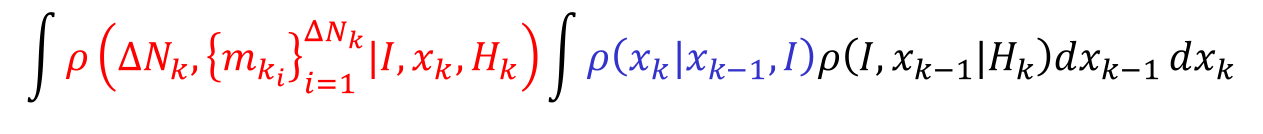 ∫ρ(ΔN_k, {m_{k_i}}_{i=1}^{ΔN_k}|I, x_k, H_k)∫ρ(x_k|x_{k−1}, I)ρ(I, x_{k−1}|H_k)dx_{k−1} dx_k